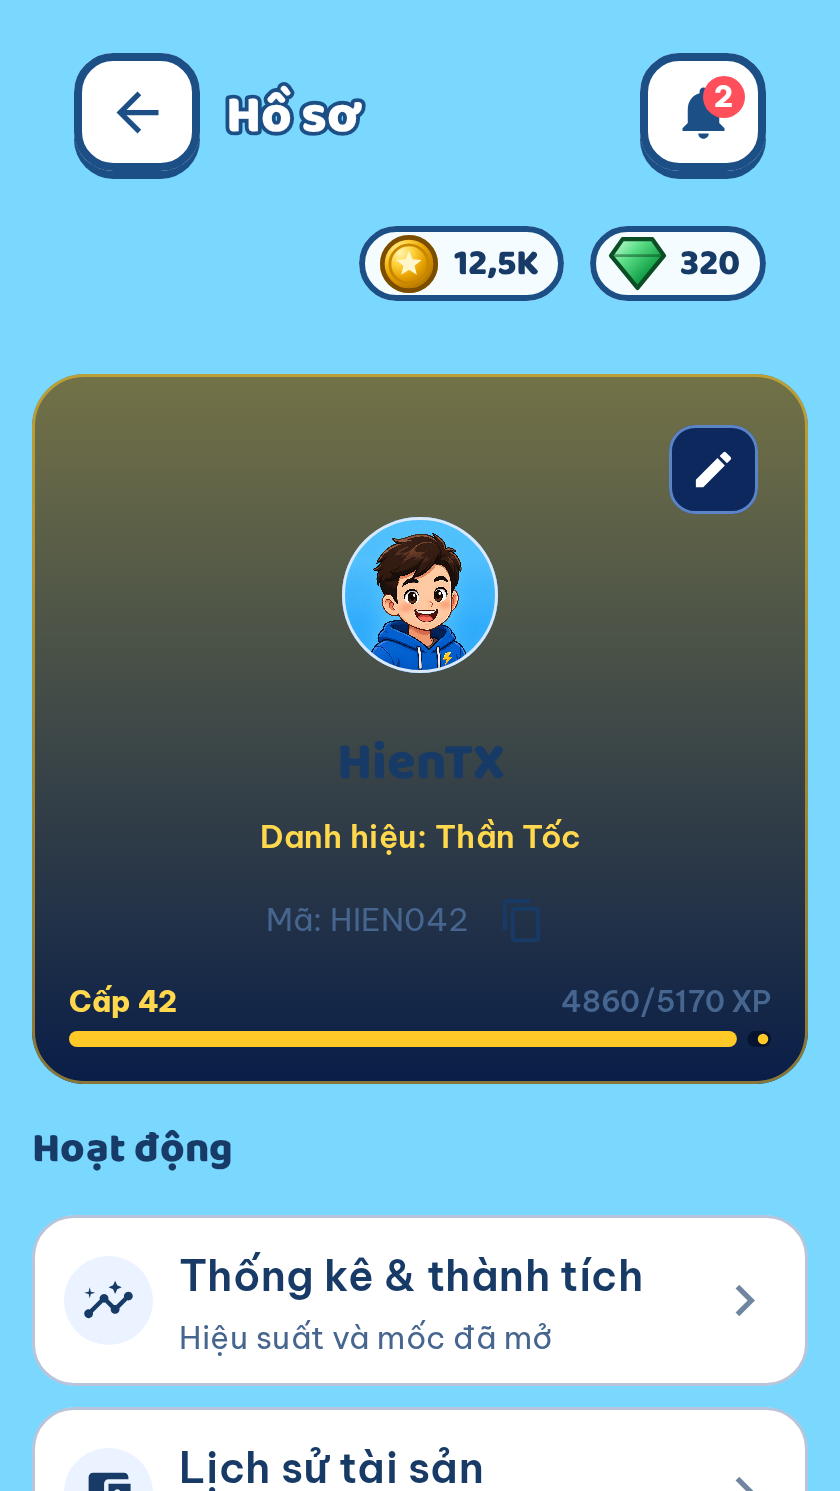 Hồ sơ
2
12,5K
320
HienTX
Danh hiệu: Thần Tốc
Mã: HIEN042
Cấp 42
4860/5170 XP
Hoạt động
Thống kê & thành tích
Hiệu suất và mốc đã mở
Lịch sử tài sản